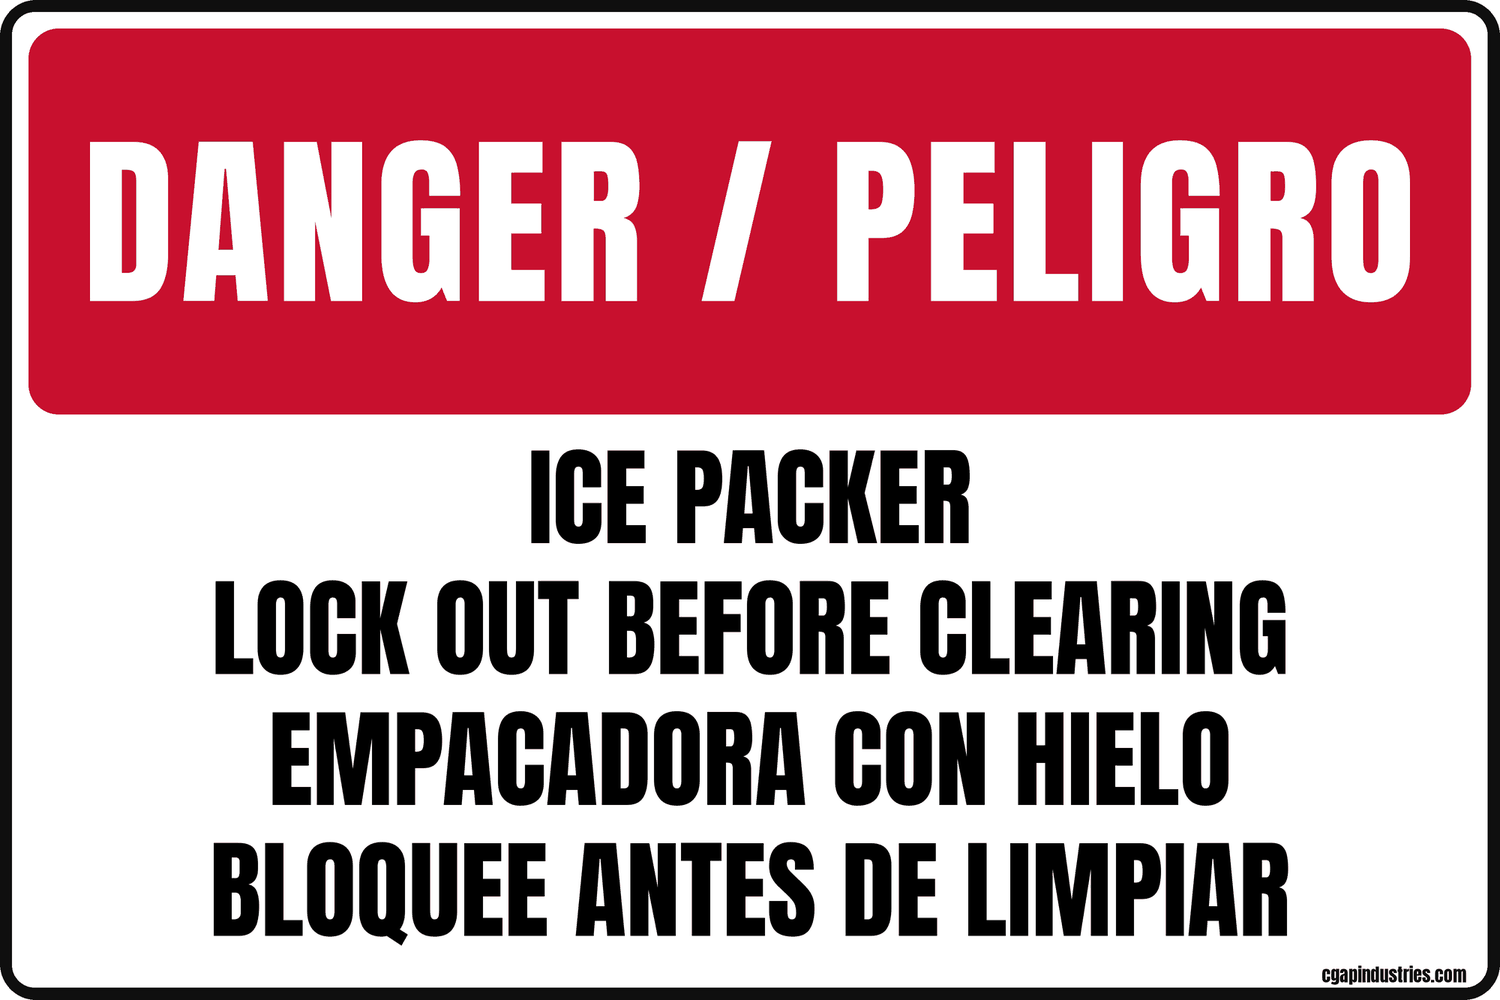 DANGER / PELIGRO
ICE PACKER
LOCK OUT BEFORE CLEARING
EMPACADORA CON HIELO
BLOQUEE ANTES DE LIMPIAR
cgapindustries.com